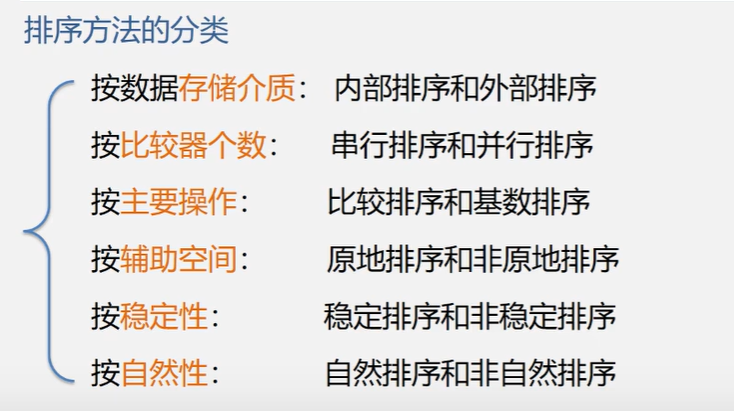 排序方法的分类
按数据存储介质： 内部排序和外部排序
按比较器个数： 串行排序和并行排序
按主要操作： 比较排序和基数排序
按辅助空间： 原地排序和非原地排序
按稳定性： 稳定排序和非稳定排序
按自然性： 自然排序和非自然排序